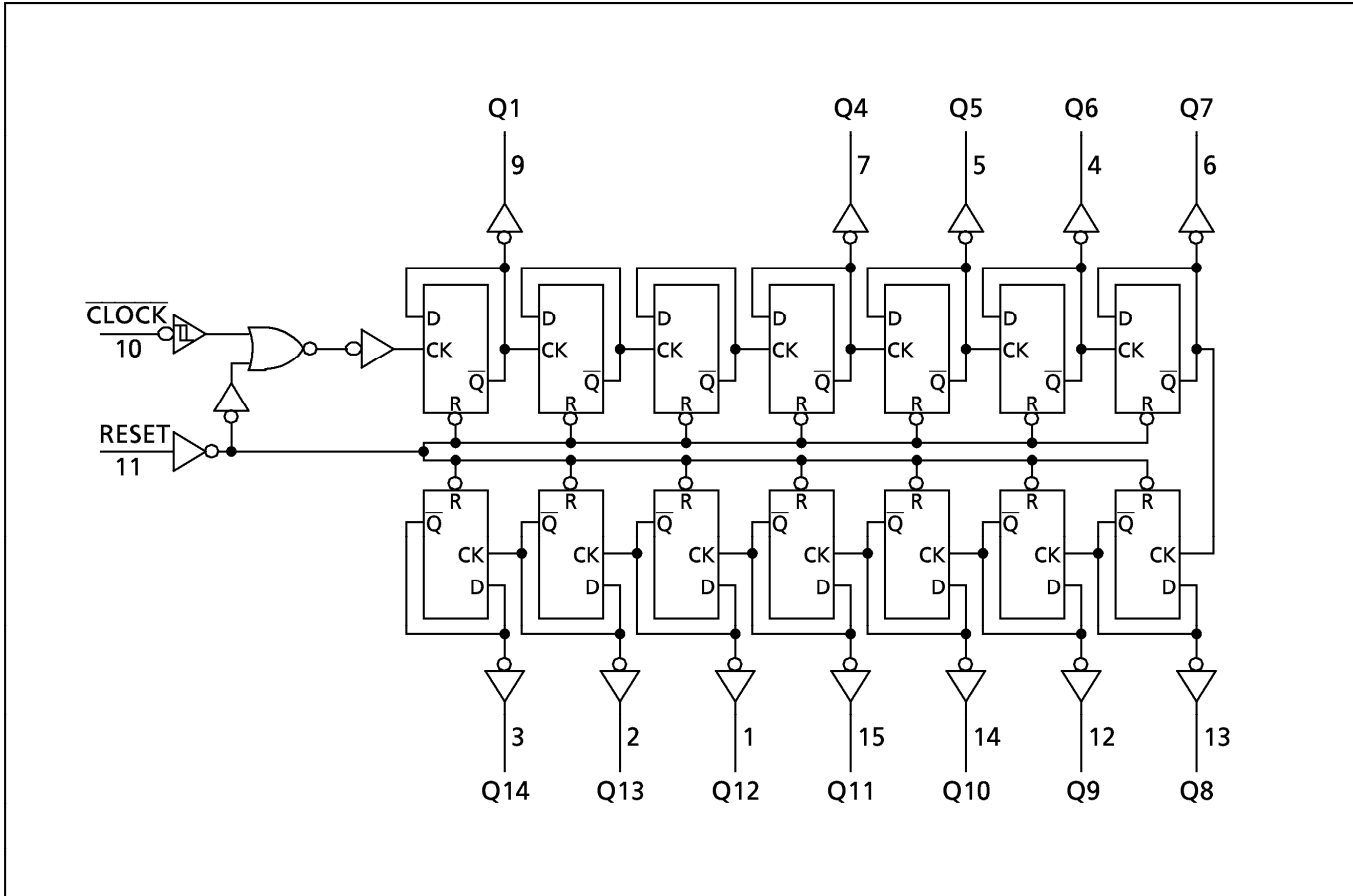 Q1 Q4 Q5 Q6 Q7
9 7 5 4 6
CLOCK
10
D D D D D D D
CK CK CK CK CK CK CK
Q Q Q Q Q Q Q
R R R R R R R
RESET
11
R R R R R R R
Q Q Q Q Q Q Q
CK CK CK CK CK CK CK
D D D D D D D
3 2 1 15 14 12 13
Q14 Q13 Q12 Q11 Q10 Q9 Q8